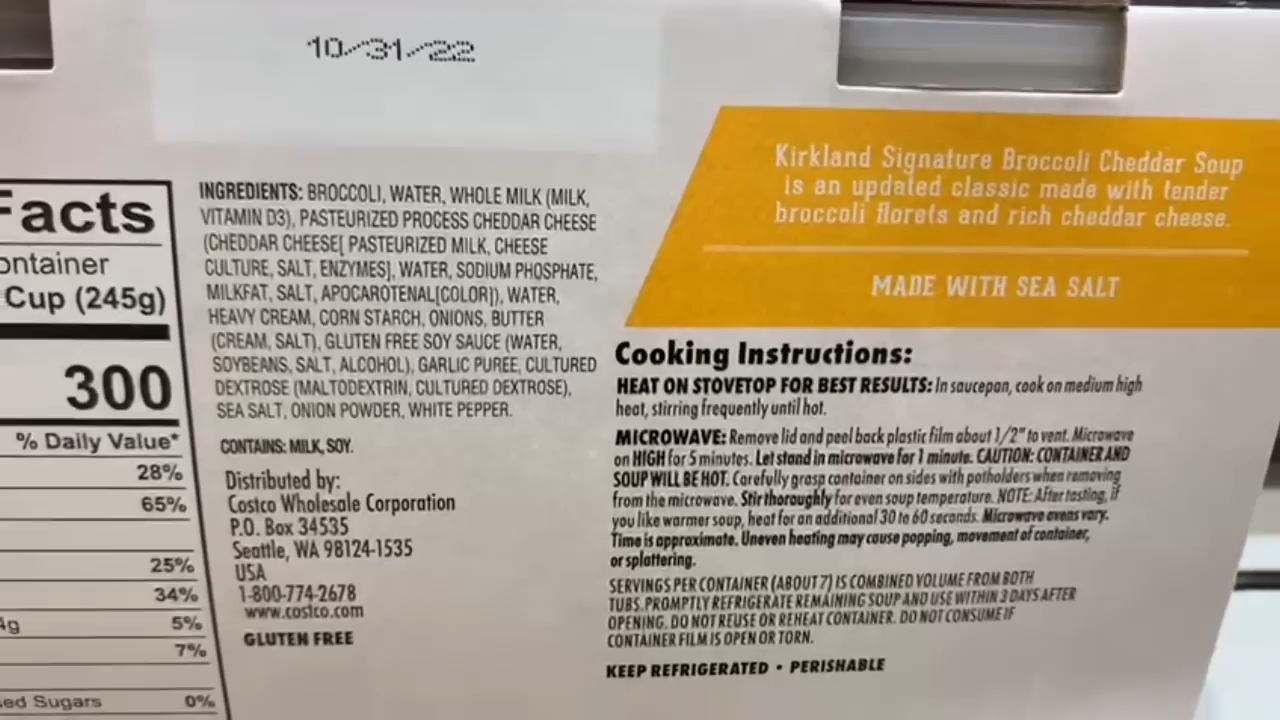 10/31/22
Facts
Cup (245g)
300
% Daily Value*
28%
65%
25%
34%
4g 5%
7%
Sugars 0%
INGREDIENTS: BROCCOLI, WATER, WHOLE MILK (MILK,
VITAMIN D3), PASTEURIZED PROCESS CHEDDAR CHEESE
(CHEDDAR CHEESE[ PASTEURIZED MILK, CHEESE
CULTURE, SALT, ENZYMES], WATER, SODIUM PHOSPHATE,
MILKFAT, SALT, APOCAROTENAL[COLOR]), WATER,
HEAVY CREAM, CORN STARCH, ONIONS, BUTTER
(CREAM, SALT), GLUTEN FREE SOY SAUCE (WATER,
SOYBEANS, SALT, ALCOHOL), GARLIC PUREE, CULTURED
DEXTROSE (MALTODEXTRIN, CULTURED DEXTROSE),
SEA SALT, ONION POWDER, WHITE PEPPER.
CONTAINS: MILK, SOY.
Distributed by:
Costco Wholesale Corporation
P.O. Box 34535
Seattle, WA 98124-1535
USA
1-800-774-2678
www.costco.com
GLUTEN FREE
Kirkland Signature Broccoli Cheddar Soup
is an updated classic made with tender
broccoli florets and rich cheddar cheese.
MADE WITH SEA SALT
Cooking Instructions:
HEAT ON STOVETOP FOR BEST RESULTS: In saucepan, cook on medium high
heat, stirring frequently until hot.
MICROWAVE: Remove lid and peel back plastic film about 1/2" to vent. Microwave
on HIGH for 5 minutes. Let stand in microwave for 1 minute. CAUTION: CONTAINER AND
SOUP WILL BE HOT. Carefully grasp container on sides with potholders when removing
from the microwave. Stir thoroughly for even soup temperature. NOTE: After tasting, if
you like warmer soup, heat for an additional 30 to 60 seconds. Microwave ovens vary.
Time is approximate. Uneven heating may cause popping, movement of container,
or splattering.
SERVINGS PER CONTAINER (ABOUT 7) IS COMBINED VOLUME FROM BOTH
TUBS. PROMPTLY REFRIGERATE REMAINING SOUP AND USE WITHIN 3 DAYS AFTER
OPENING. DO NOT REUSE OR REHEAT CONTAINER. DO NOT CONSUME IF
CONTAINER FILM IS OPEN OR TORN.
KEEP REFRIGERATED • PERISHABLE